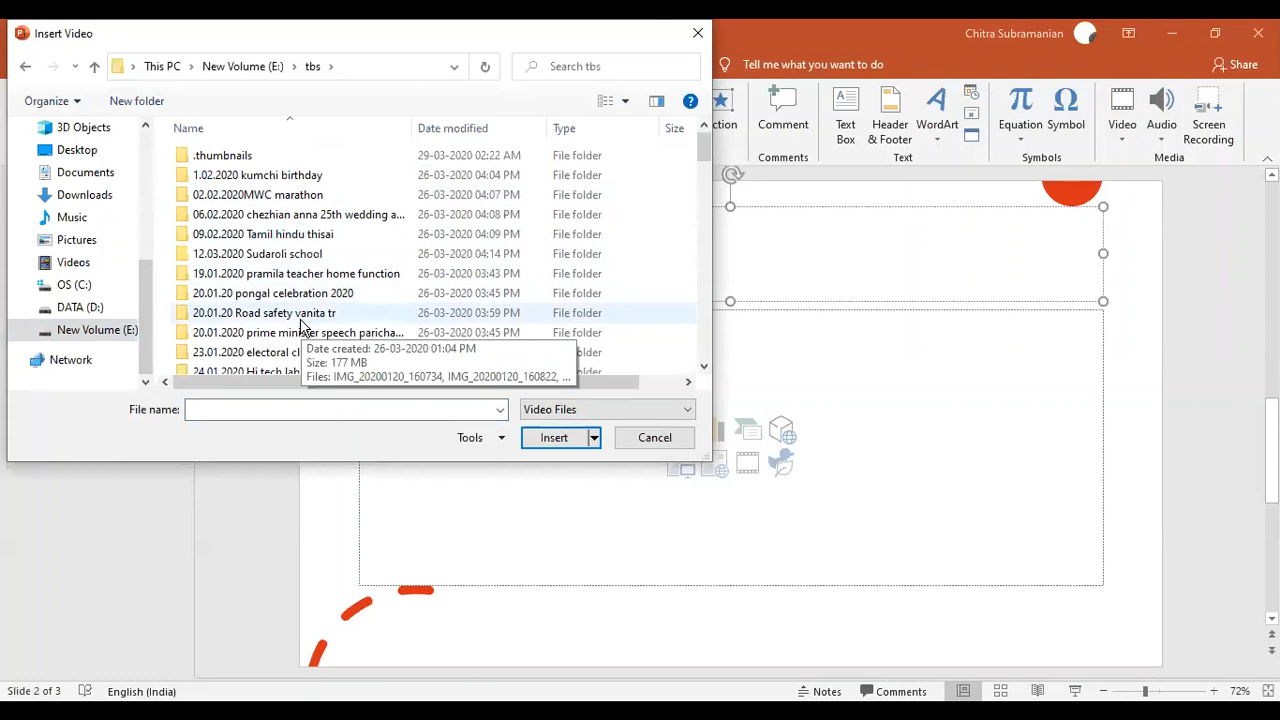 Insert Video
Chitra Subramanian
This PC > New Volume (E:) > tbs >
Search tbs
Tell me what you want to do
Share
Organize
New folder
Name
Date modified
Type
Size
3D Objects
Desktop
Documents
Downloads
Music
Pictures
Videos
OS (C:)
DATA (D:)
New Volume (E:)
Network
.thumbnails 29-03-2020 02:22 AM File folder
1.02.2020 kumchi birthday 26-03-2020 04:04 PM File folder
02.02.2020MWC marathon 26-03-2020 04:07 PM File folder
06.02.2020 chezhian anna 25th wedding a... 26-03-2020 04:08 PM File folder
09.02.2020 Tamil hindu thisai 26-03-2020 04:09 PM File folder
12.03.2020 Sudaroli school 26-03-2020 04:14 PM File folder
19.01.2020 pramila teacher home function 26-03-2020 03:43 PM File folder
20.01.20 pongal celebration 2020 26-03-2020 03:45 PM File folder
20.01.20 Road safety vanita tr 26-03-2020 03:59 PM File folder
20.01.2020 prime minister speech paricha... 26-03-2020 03:45 PM File folder
23.01.2020 electoral cl
File folder
24.01.2020 Hi tech lab
File folder
Date created: 26-03-2020 01:04 PM
Size: 177 MB
Files: IMG_20200120_160734, IMG_20200120_160822, ...
File name:
Video Files
Tools
Insert
Cancel
ction
Comment
Comments
Text
Box
Header
& Footer
WordArt
Text
Equation
Symbol
Symbols
Video
Audio
Screen
Recording
Media
Slide 2 of 3
English (India)
Notes
Comments
72%